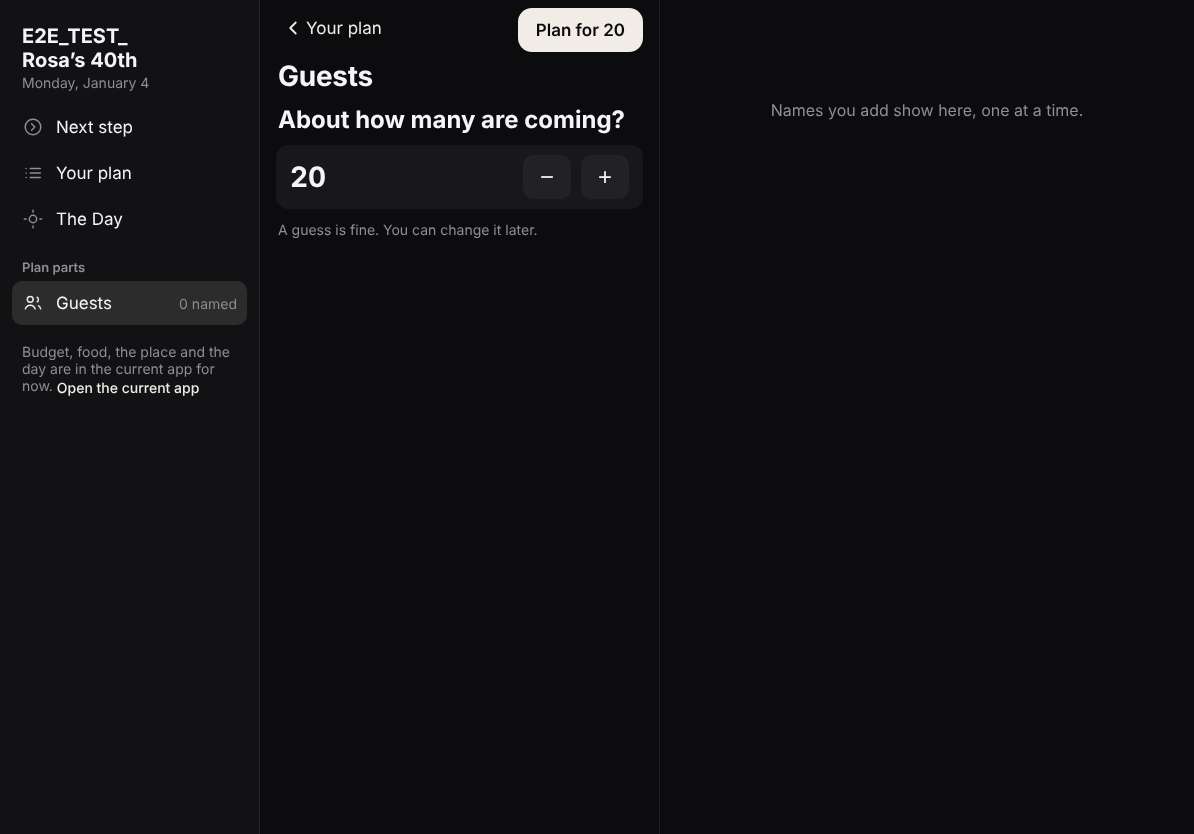 E2E_TEST_
Rosa’s 40th
Monday, January 4
Next step
Your plan
The Day
Plan parts
Guests 0 named
Budget, food, the place and the
day are in the current app for
now. Open the current app
Your plan
Plan for 20
Guests
About how many are coming?
20 − +
A guess is fine. You can change it later.
Names you add show here, one at a time.